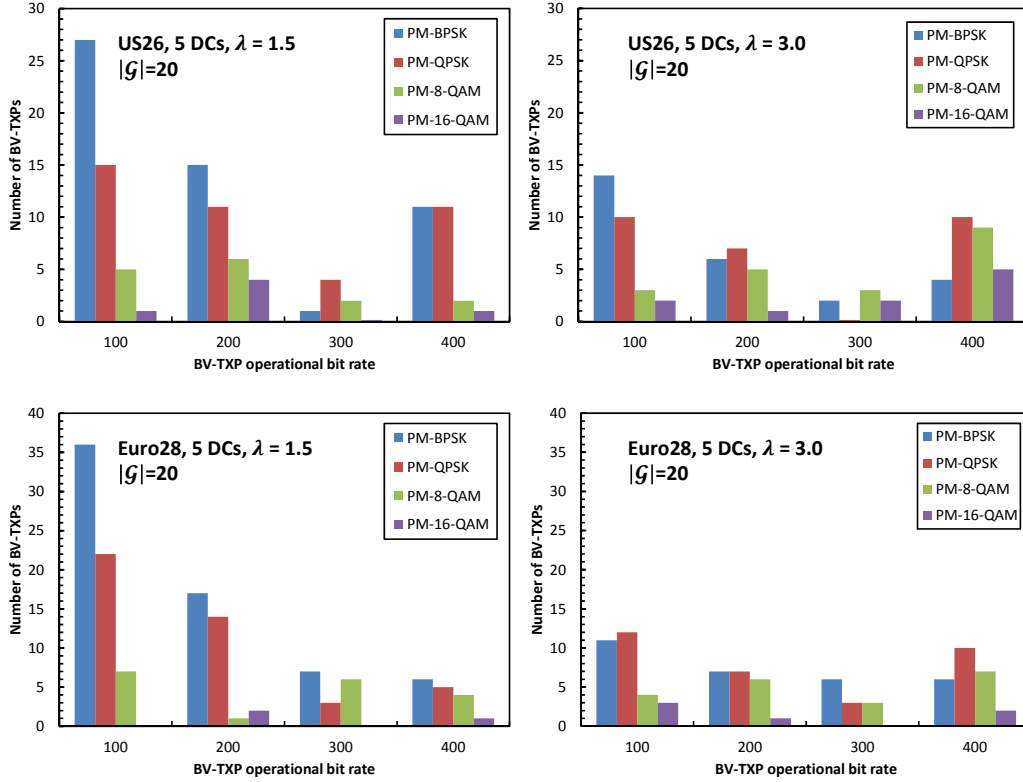 30
25
20
15
10
5
0
Number of BV-TXPs
US26, 5 DCs, λ = 1.5
|𝒢|=20
PM-BPSK
PM-QPSK
PM-8-QAM
PM-16-QAM
100 200 300 400
BV-TXP operational bit rate
30
25
20
15
10
5
0
Number of BV-TXPs
US26, 5 DCs, λ = 3.0
|𝒢|=20
PM-BPSK
PM-QPSK
PM-8-QAM
PM-16-QAM
100 200 300 400
BV-TXP operational bit rate
40
35
30
25
20
15
10
5
0
Number of BV-TXPs
Euro28, 5 DCs, λ = 1.5
|𝒢|=20
PM-BPSK
PM-QPSK
PM-8-QAM
PM-16-QAM
100 200 300 400
BV-TXP operational bit rate
40
35
30
25
20
15
10
5
0
Number of BV-TXPs
Euro28, 5 DCs, λ = 3.0
|𝒢|=20
PM-BPSK
PM-QPSK
PM-8-QAM
PM-16-QAM
100 200 300 400
BV-TXP operational bit rate